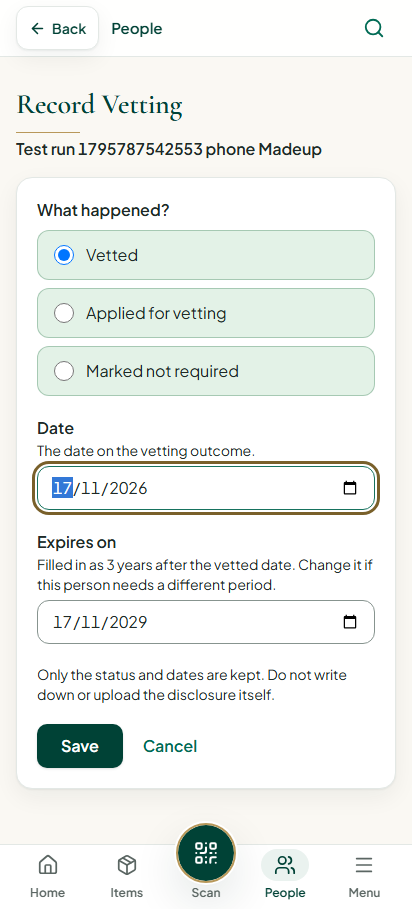 Back
People
Record Vetting
Test run 1795787542553 phone Madeup
What happened?
Vetted
Applied for vetting
Marked not required
Date
The date on the vetting outcome.
17/11/2026
Expires on
Filled in as 3 years after the vetted date. Change it if
this person needs a different period.
17/11/2029
Only the status and dates are kept. Do not write
down or upload the disclosure itself.
Save
Cancel
Home
Items
Scan
People
Menu